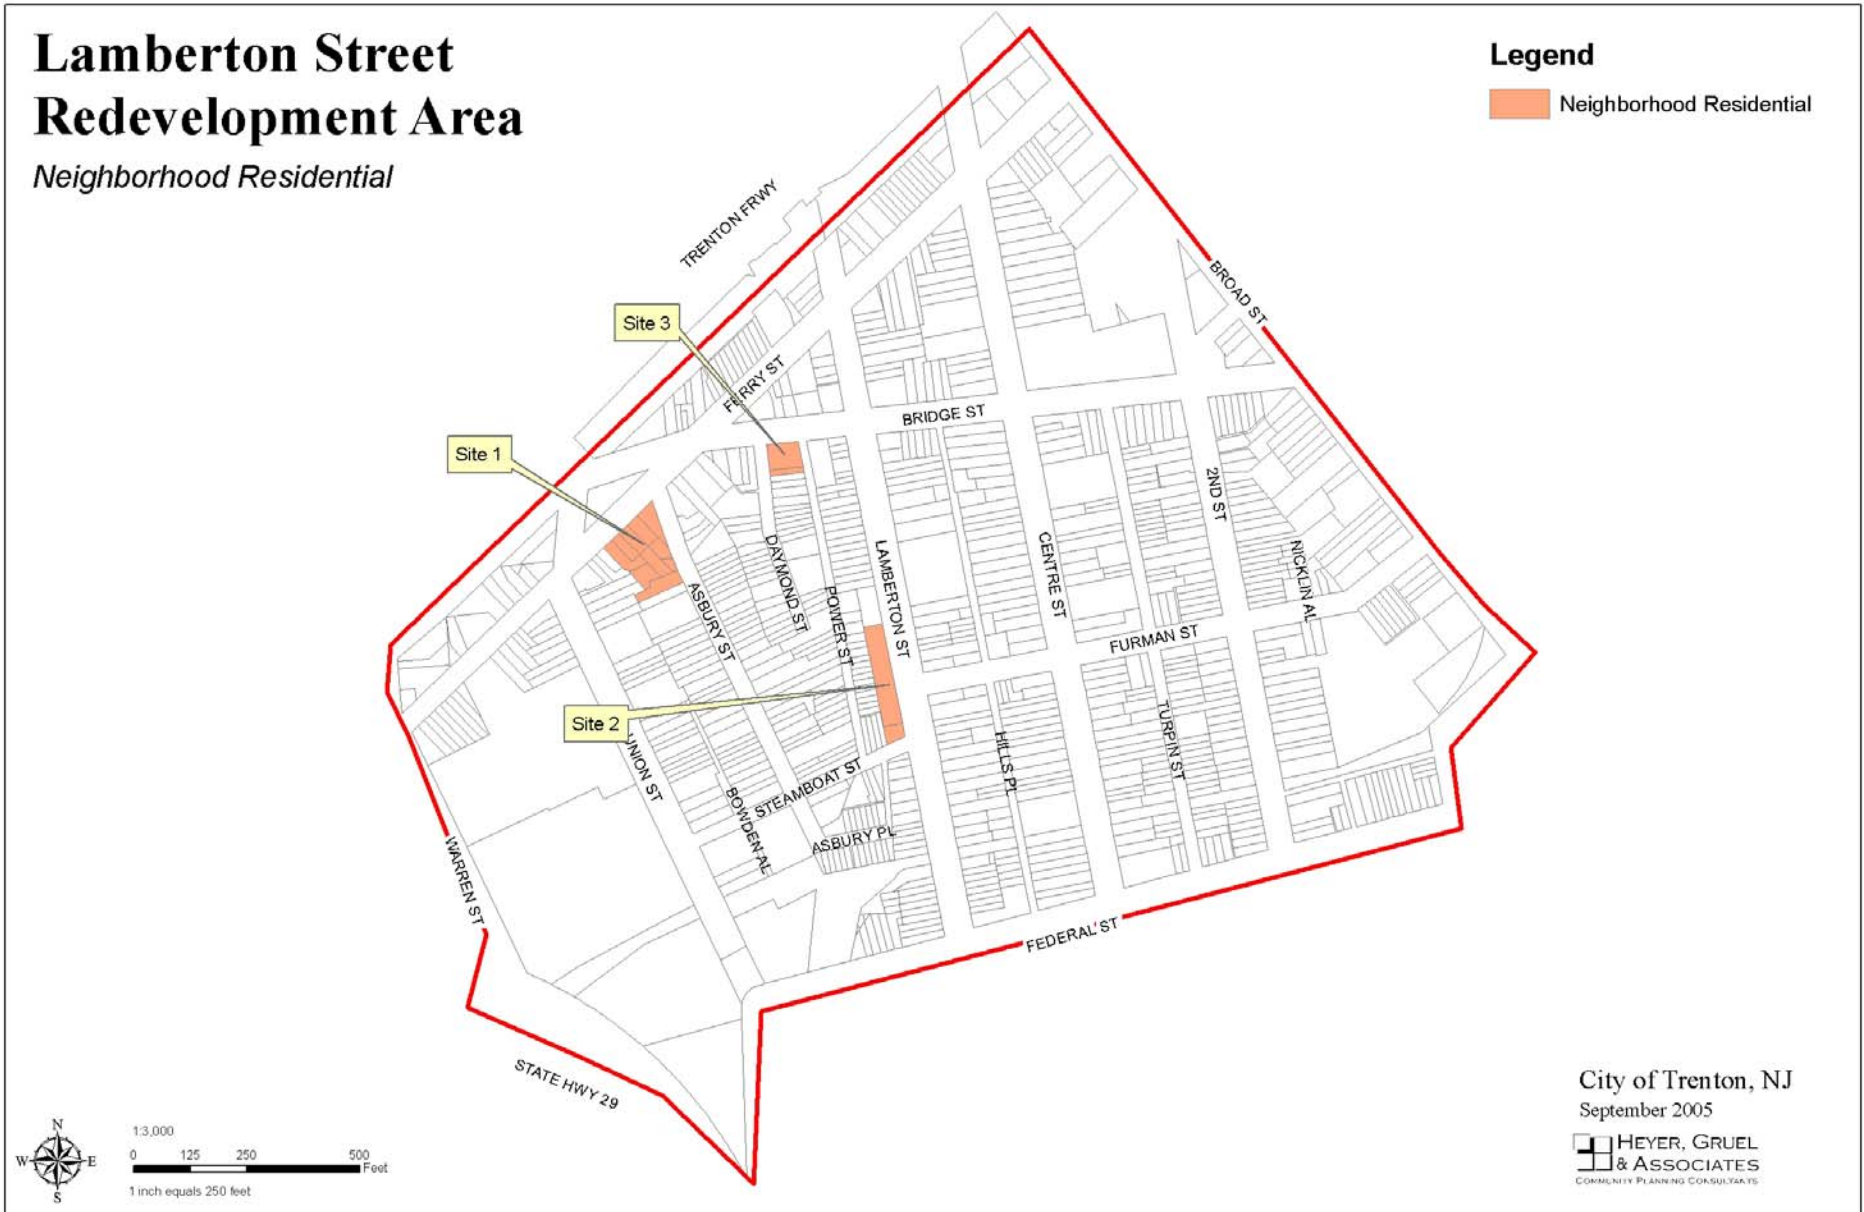 Lamberton Street
Redevelopment Area
Neighborhood Residential
Legend
Neighborhood Residential
TRENTON FRWY
BROAD ST
Site 3
FERRY ST
BRIDGE ST
Site 1
2ND ST
DAYMOND ST
LAMBERTON ST
CENTRE ST
NICKLIN AL
ASBURY ST
POWER ST
FURMAN ST
Site 2
UNION ST
HILLS PL
TURPIN ST
STEAMBOAT ST
BOWDEN AL
ASBURY PL
WARREN ST
FEDERAL ST
STATE HWY 29
City of Trenton, NJ
September 2005
HEYER, GRUEL
& ASSOCIATES
COMMUNITY PLANNING CONSULTANTS
N
W E
S
1:3,000
0 125 250 500
Feet
1 inch equals 250 feet